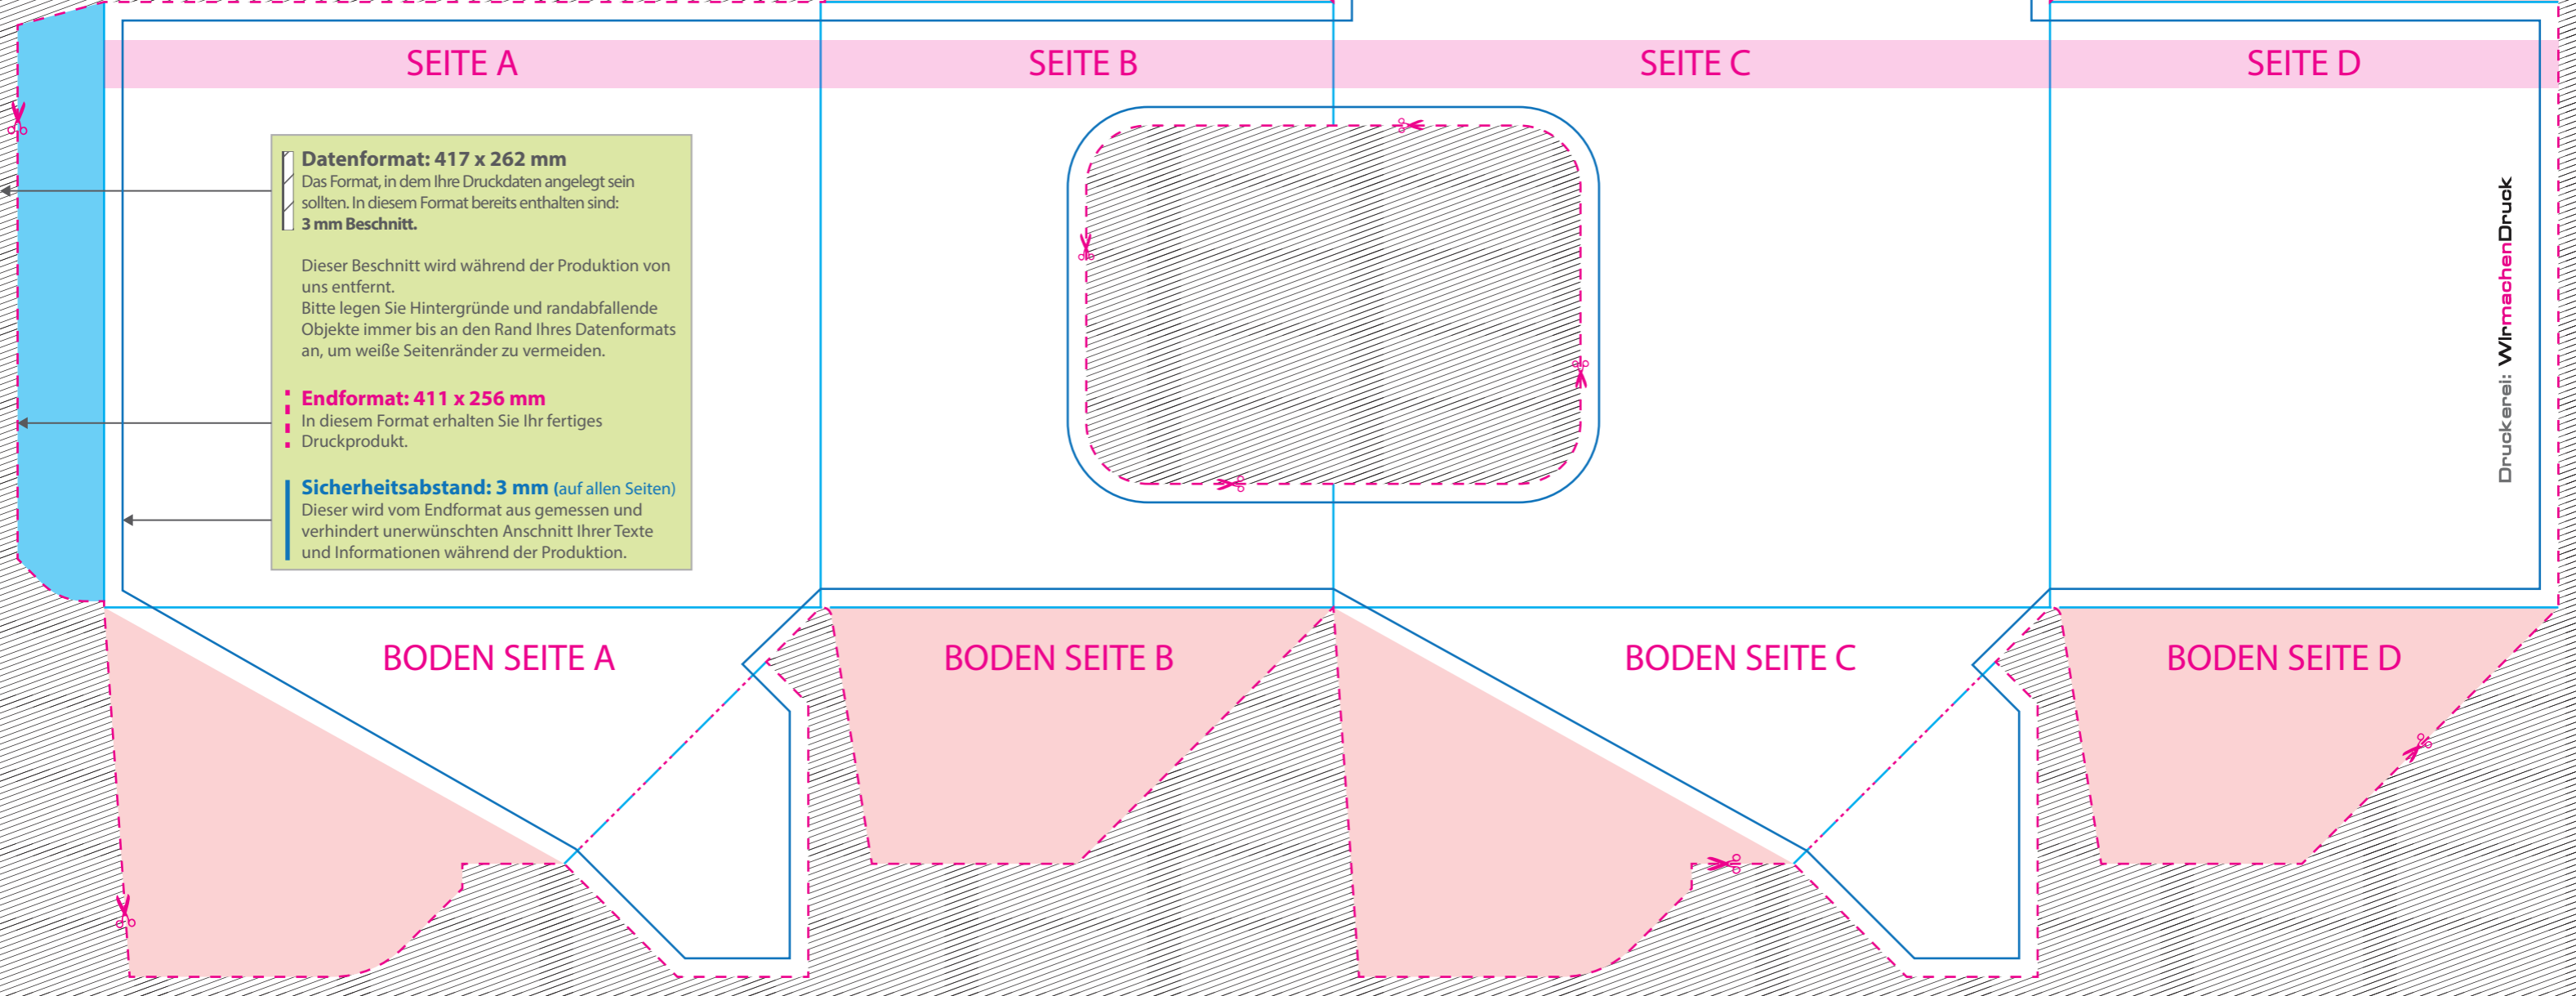 SEITE A
SEITE B
SEITE C
SEITE D
Datenformat: 417 x 262 mm
Das Format, in dem Ihre Druckdaten angelegt sein
sollten. In diesem Format bereits enthalten sind:
3 mm Beschnitt.
Dieser Beschnitt wird während der Produktion von
uns entfernt.
Bitte legen Sie Hintergründe und randabfallende
Objekte immer bis an den Rand Ihres Datenformats
an, um weiße Seitenränder zu vermeiden.
Endformat: 411 x 256 mm
In diesem Format erhalten Sie Ihr fertiges
Druckprodukt.
Sicherheitsabstand: 3 mm (auf allen Seiten)
Dieser wird vom Endformat aus gemessen und
verhindert unerwünschten Anschnitt Ihrer Texte
und Informationen während der Produktion.
Druckerei: WirmachenDruck
BODEN SEITE A
BODEN SEITE B
BODEN SEITE C
BODEN SEITE D